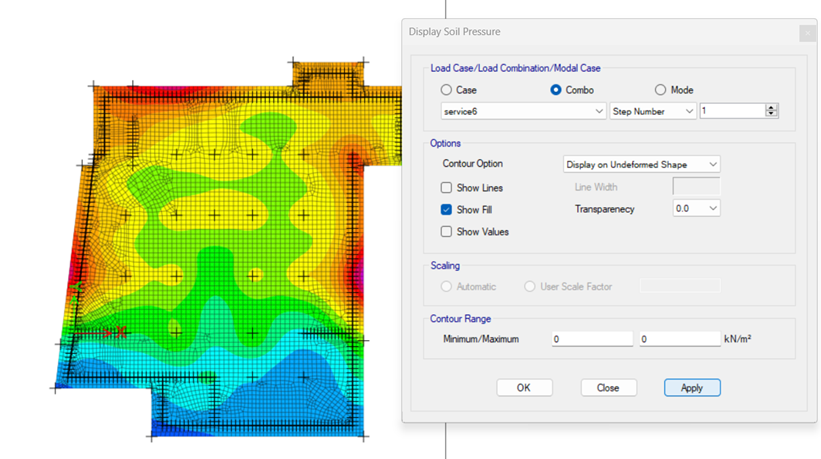 Display Soil Pressure
Load Case/Load Combination/Modal Case
Case Combo Mode
service6 Step Number 1
Options
Contour Option Display on Undeformed Shape
Show Lines Line Width
Show Fill Transparenecy 0.0
Show Values
Scaling
Automatic User Scale Factor
Contour Range
Minimum/Maximum 0 0 kN/m²
OK Close Apply
X